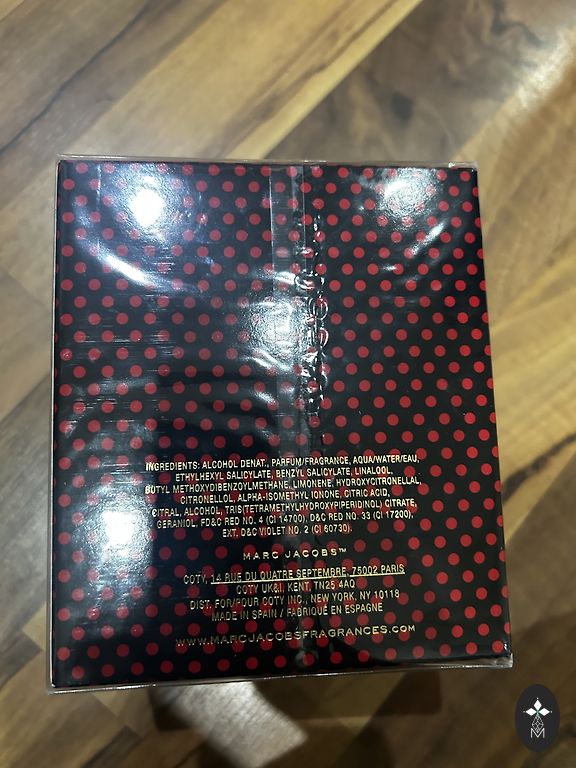 INGREDIENTS: ALCOHOL DENAT., PARFUM/FRAGRANCE, AQUA/WATER/EAU,
ETHYLHEXYL SALICYLATE, BENZYL SALICYLATE, LINALOOL,
BUTYL METHOXYDIBENZOYLMETHANE, LIMONENE, HYDROXYCITRONELLAL,
CITRONELLOL, ALPHA-ISOMETHYL IONONE, CITRIC ACID,
CITRAL, ALCOHOL, TRIS(TETRAMETHYLHYDROXYPIPERIDINOL) CITRATE,
GERANIOL, FD&C RED NO. 4 (CI 14700), D&C RED NO. 33 (CI 17200),
EXT. D&C VIOLET NO. 2 (CI 60730).
MARC JACOBS™
COTY, 14 RUE DU QUATRE SEPTEMBRE, 75002 PARIS
COTY UK&I, KENT, TN25 4AQ
DIST. FOR/POUR COTY INC., NEW YORK, NY 10118
MADE IN SPAIN / FABRIQUÉ EN ESPAGNE
WWW.MARCJACOBSFRAGRANCES.COM
M